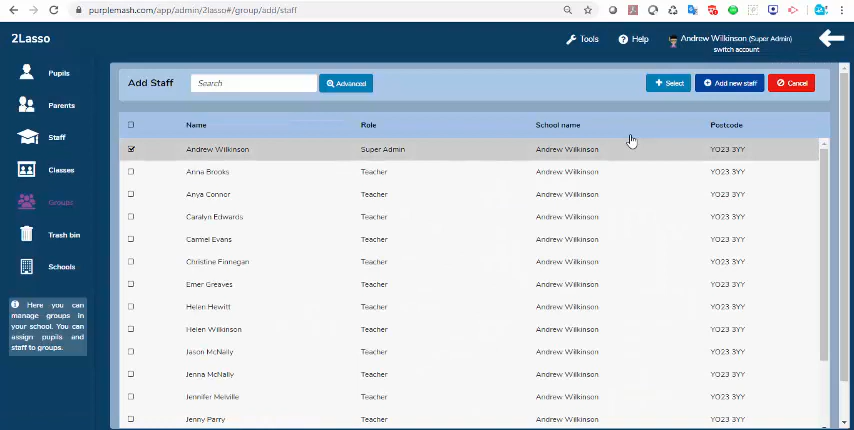 purplemash.com/app/admin/2lasso#/group/add/staff
2Lasso
Tools
Help
Andrew Wilkinson (Super Admin)
switch account
Pupils
Parents
Staff
Classes
Groups
Trash bin
Schools
Here you can
manage groups in
your school. You can
assign pupils and
staff to groups.
Add Staff
Search
Advanced
Select
Add new staff
Cancel
Name Role School name Postcode
Andrew Wilkinson Super Admin Andrew Wilkinson YO23 3YY
Anna Brooks Teacher Andrew Wilkinson YO23 3YY
Anya Connor Teacher Andrew Wilkinson YO23 3YY
Caralyn Edwards Teacher Andrew Wilkinson YO23 3YY
Carmel Evans Teacher Andrew Wilkinson YO23 3YY
Christine Finnegan Teacher Andrew Wilkinson YO23 3YY
Emer Greaves Teacher Andrew Wilkinson YO23 3YY
Helen Hewitt Teacher Andrew Wilkinson YO23 3YY
Helen Wilkinson Teacher Andrew Wilkinson YO23 3YY
Jason McNally Teacher Andrew Wilkinson YO23 3YY
Jenna McNally Teacher Andrew Wilkinson YO23 3YY
Jennifer Melville Teacher Andrew Wilkinson YO23 3YY
Jenny Parry Teacher Andrew Wilkinson YO23 3YY